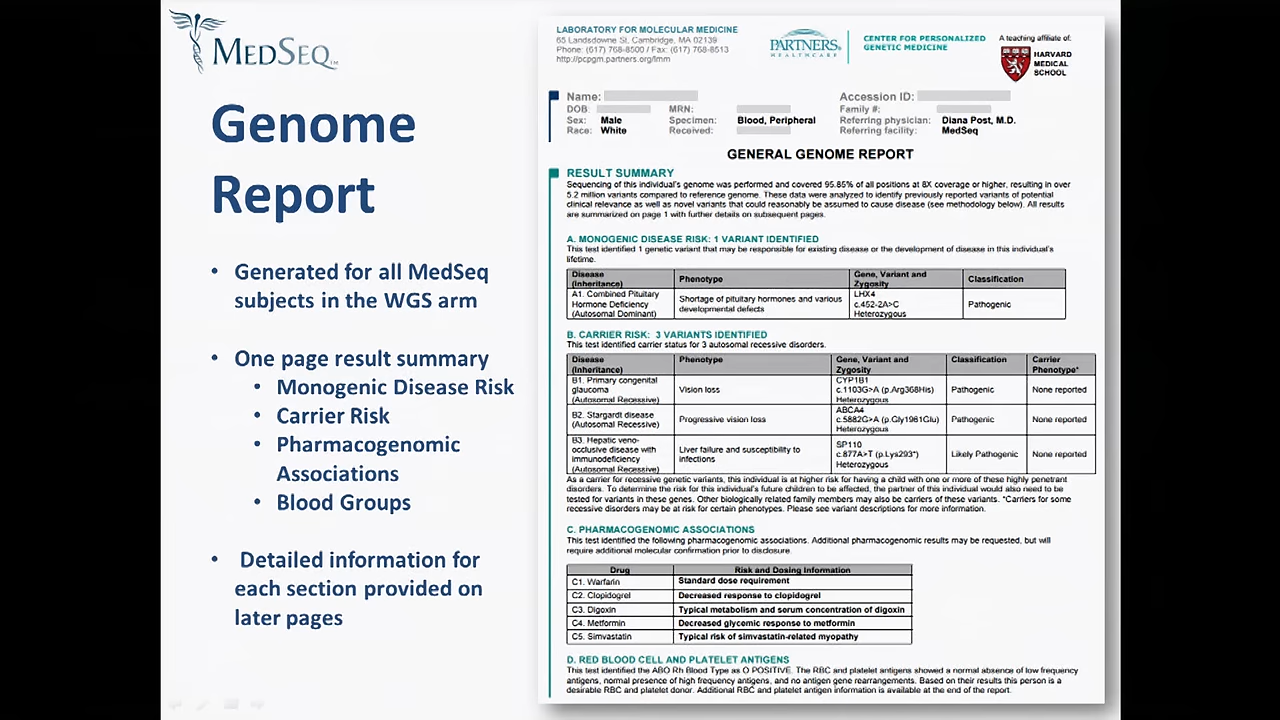 MEDSEQ
Genome
Report
• Generated for all MedSeq
subjects in the WGS arm
• One page result summary
• Monogenic Disease Risk
• Carrier Risk
• Pharmacogenomic
Associations
• Blood Groups
• Detailed information for
each section provided on
later pages
LABORATORY FOR MOLECULAR MEDICINE
65 Landsdowne St, Cambridge, MA 02139
Phone: (617) 768-8500 / Fax: (617) 768-8513
http://pcpgm.partners.org/lmm
PARTNERS
HEALTHCARE
CENTER FOR PERSONALIZED
GENETIC MEDICINE
A teaching affiliate of:
HARVARD
MEDICAL
SCHOOL
Name: Accession ID:
DOB: MRN: Family #:
Sex: Male Specimen: Blood, Peripheral Referring physician: Diana Post, M.D.
Race: White Received: Referring facility: MedSeq
GENERAL GENOME REPORT
RESULT SUMMARY
Sequencing of this individual's genome was performed and covered 95.85% of all positions at 8X coverage or higher, resulting in over
5.2 million variants compared to reference genome. These data were analyzed to identify previously reported variants of potential
clinical relevance as well as novel variants that could reasonably be assumed to cause disease (see methodology below). All results
are summarized on page 1 with further details on subsequent pages.
A. MONOGENIC DISEASE RISK: 1 VARIANT IDENTIFIED
This test identified 1 genetic variant that may be responsible for existing disease or the development of disease in this individual's
lifetime.
Disease
(Inheritance)
Phenotype
Gene, Variant and
Zygosity
Classification
A1. Combined Pituitary
Hormone Deficiency
(Autosomal Dominant)
Shortage of pituitary hormones and various
developmental defects
LHX4
c.452-2A>C
Heterozygous
Pathogenic
B. CARRIER RISK: 3 VARIANTS IDENTIFIED
This test identified carrier status for 3 autosomal recessive disorders.
Disease
(Inheritance)
Phenotype
Gene, Variant and
Zygosity
Classification
Carrier
Phenotype*
B1. Primary congenital
glaucoma
(Autosomal Recessive)
Vision loss
CYP1B1
c.1103G>A (p.Arg368His)
Heterozygous
Pathogenic
None reported
B2. Stargardt disease
(Autosomal Recessive)
Progressive vision loss
ABCA4
c.5882G>A (p.Gly1961Glu)
Heterozygous
Pathogenic
None reported
B3. Hepatic veno-
occlusive disease with
immunodeficiency
(Autosomal Recessive)
Liver failure and susceptibility to
infections
SP110
c.877A>T (p.Lys293*)
Heterozygous
Likely Pathogenic
None reported
As a carrier for recessive genetic variants, this individual is at higher risk for having a child with one or more of these highly penetrant
disorders. To determine the risk for this individual's future children to be affected, the partner of this individual would also need to be
tested for variants in these genes. Other biologically related family members may also be carriers of these variants. *Carriers for some
recessive disorders may be at risk for certain phenotypes. Please see variant descriptions for more information.
C. PHARMACOGENOMIC ASSOCIATIONS
This test identified the following pharmacogenomic associations. Additional pharmacogenomic results may be requested, but will
require additional molecular confirmation prior to disclosure.
Drug Risk and Dosing Information
C1. Warfarin Standard dose requirement
C2. Clopidogrel Decreased response to clopidogrel
C3. Digoxin Typical metabolism and serum concentration of digoxin
C4. Metformin Decreased glycemic response to metformin
C5. Simvastatin Typical risk of simvastatin-related myopathy
D. RED BLOOD CELL AND PLATELET ANTIGENS
This test identified the ABO Rh Blood Type as O POSITIVE. The RBC and platelet antigens showed a normal absence of low frequency
antigens, normal presence of high frequency antigens, and no antigen gene rearrangements. Based on their results this person is a
desirable RBC and platelet donor. Additional RBC and platelet antigen information is available at the end of the report.